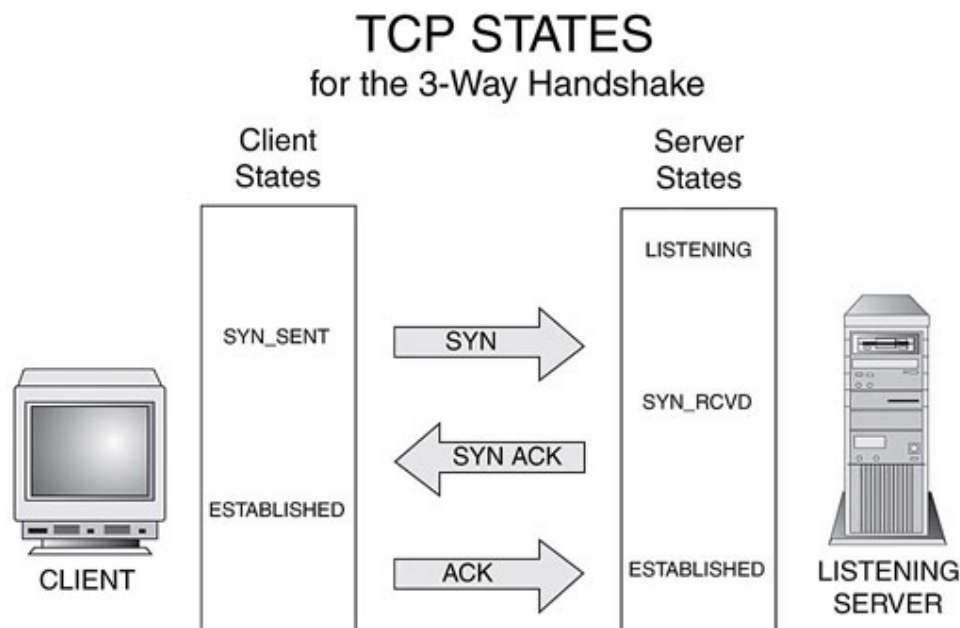 TCP STATES
for the 3-Way Handshake
Client
States
Server
States
LISTENING
SYN_SENT
SYN
SYN_RCVD
SYN ACK
ESTABLISHED
ACK
ESTABLISHED
CLIENT
LISTENING
SERVER